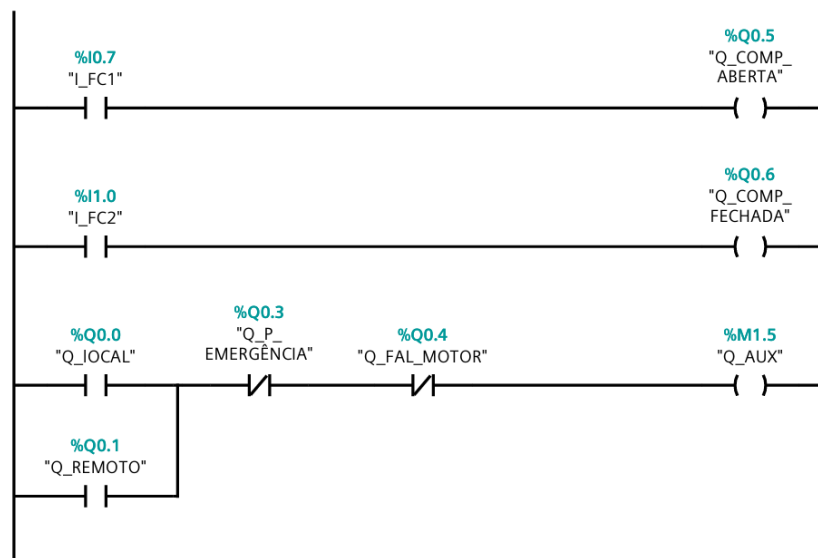 %I0.7
"I_FC1"
%Q0.5
"Q_COMP_
ABERTA"
%I1.0
"I_FC2"
%Q0.6
"Q_COMP_
FECHADA"
%Q0.0
"Q_lOCAL"
%Q0.3
"Q_P_
EMERGÊNCIA"
%Q0.4
"Q_FAL_MOTOR"
%M1.5
"Q_AUX"
%Q0.1
"Q_REMOTO"